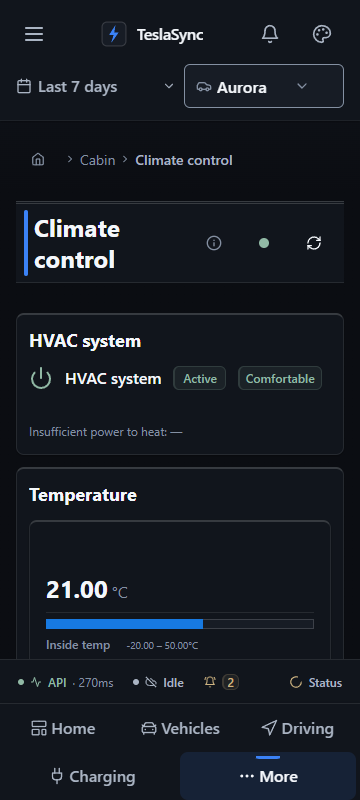 TeslaSync
Last 7 days
Aurora
Cabin
Climate control
Climate
control
HVAC system
HVAC system
Active
Comfortable
Insufficient power to heat: —
Temperature
21.00 °C
Inside temp
-20.00 – 50.00°C
API · 270ms
Idle
2
Status
Home
Vehicles
Driving
Charging
More